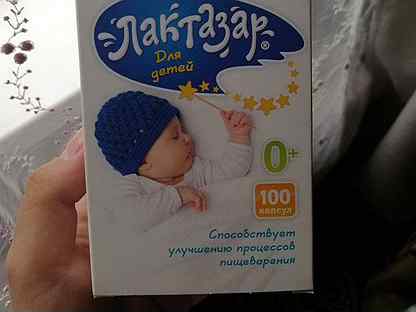 Лактазар®
Для
детей
0+
100
капсул
Способствует
улучшению процессов
пищеварения